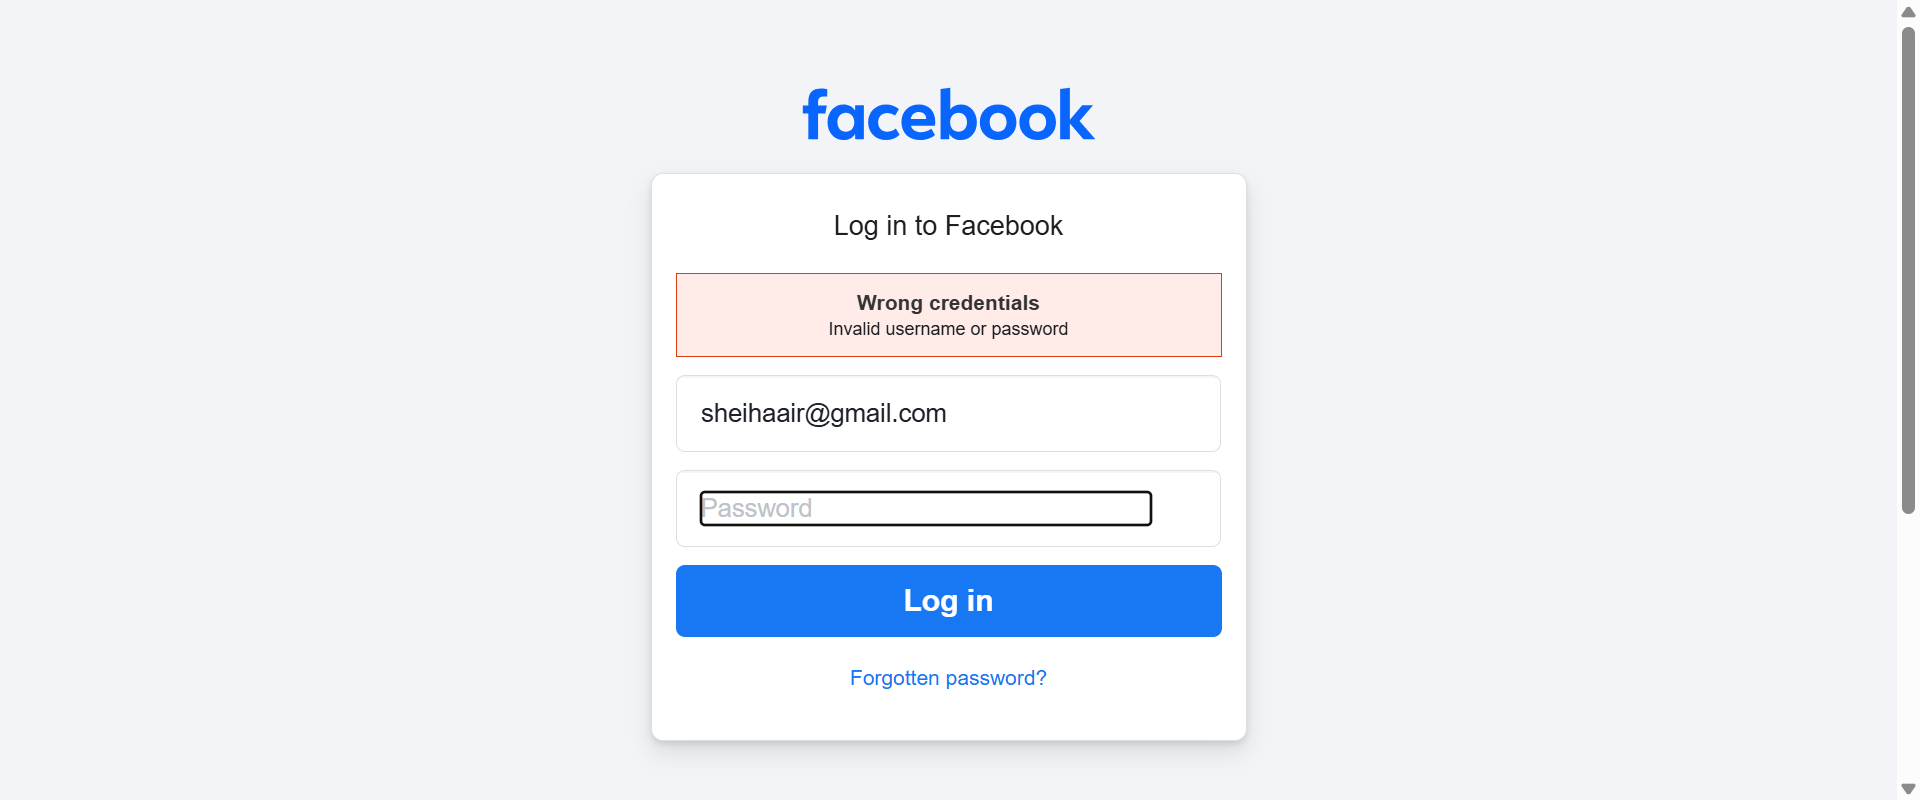 facebook
Log in to Facebook
Wrong credentials
Invalid username or password
sheihaair@gmail.com
Password
Log in
Forgotten password?